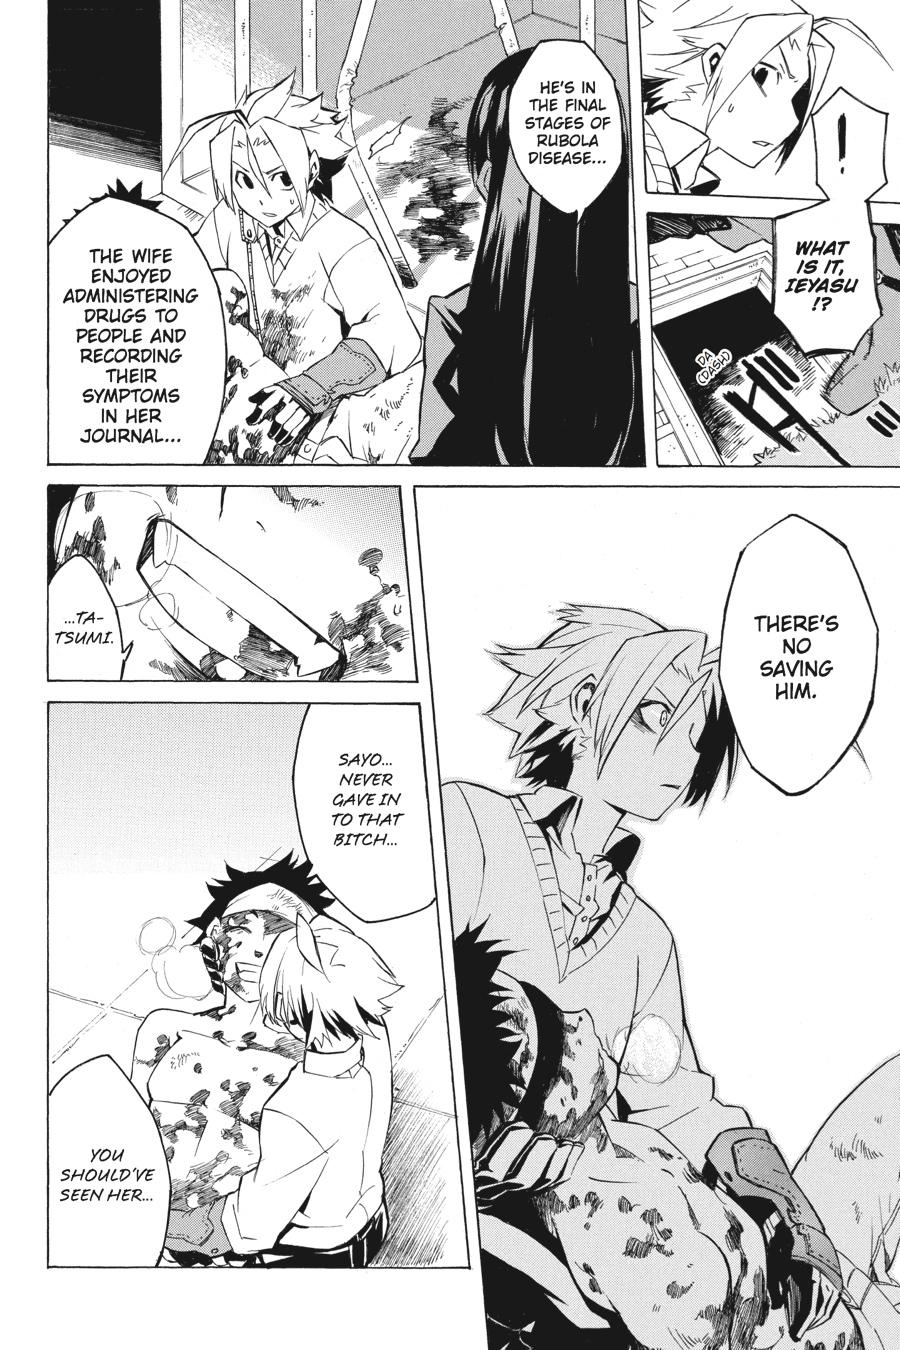 !
WHAT
IS IT,
IEYASU
!?
DA
(DASH)
HE'S IN
THE FINAL
STAGES OF
RUBOLA
DISEASE...
THE WIFE
ENJOYED
ADMINISTERING
DRUGS TO
PEOPLE AND
RECORDING
THEIR
SYMPTOMS
IN HER
JOURNAL...
THERE'S
NO
SAVING
HIM.
...TA-
TSUMI.
SAYO...
NEVER
GAVE IN
TO THAT
BITCH...
YOU
SHOULD'VE
SEEN HER...